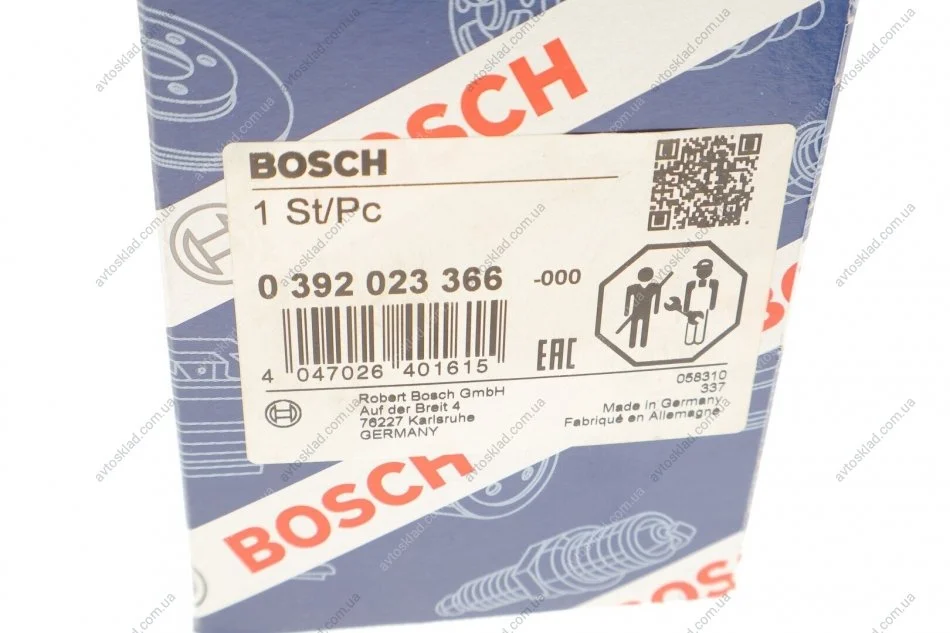 BOSCH
BOSCH
1 St/Pc
0 392 023 366 -000
4 047026 401615
EAC
Robert Bosch GmbH
Auf der Breit 4
76227 Karlsruhe
GERMANY
058310
337
Made in Germany
Fabriqué en Allemagne
BOSCH
avtosklad.com.ua